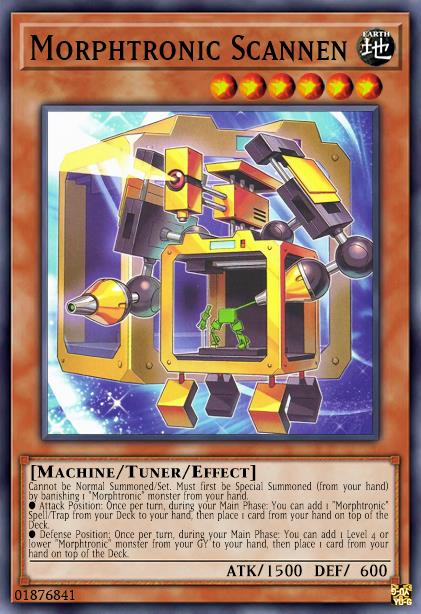 MORPHTRONIC SCANNEN
EARTH
地
[MACHINE/TUNER/EFFECT]
Cannot be Normal Summoned/Set. Must first be Special Summoned (from your hand)
by banishing 1 "Morphtronic" monster from your hand.
● Attack Position: Once per turn, during your Main Phase: You can add 1 "Morphtronic"
Spell/Trap from your Deck to your hand, then place 1 card from your hand on top of the
Deck.
● Defense Position: Once per turn, during your Main Phase: You can add 1 Level 4 or
lower "Morphtronic" monster from your GY to your hand, then place 1 card from your
hand on top of the Deck.
ATK/1500 DEF/ 600
01876841